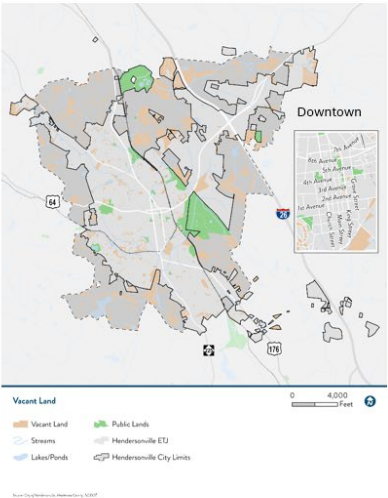 Downtown
7th Avenue
6th Avenue
5th Avenue
4th Avenue
3rd Avenue
2nd Avenue
1st Avenue
Grove Street
King Street
Main Street
Church Street
64
26
176
Vacant Land
0 4,000
Feet
Vacant Land
Public Lands
Streams
Hendersonville ETJ
Lakes/Ponds
Hendersonville City Limits